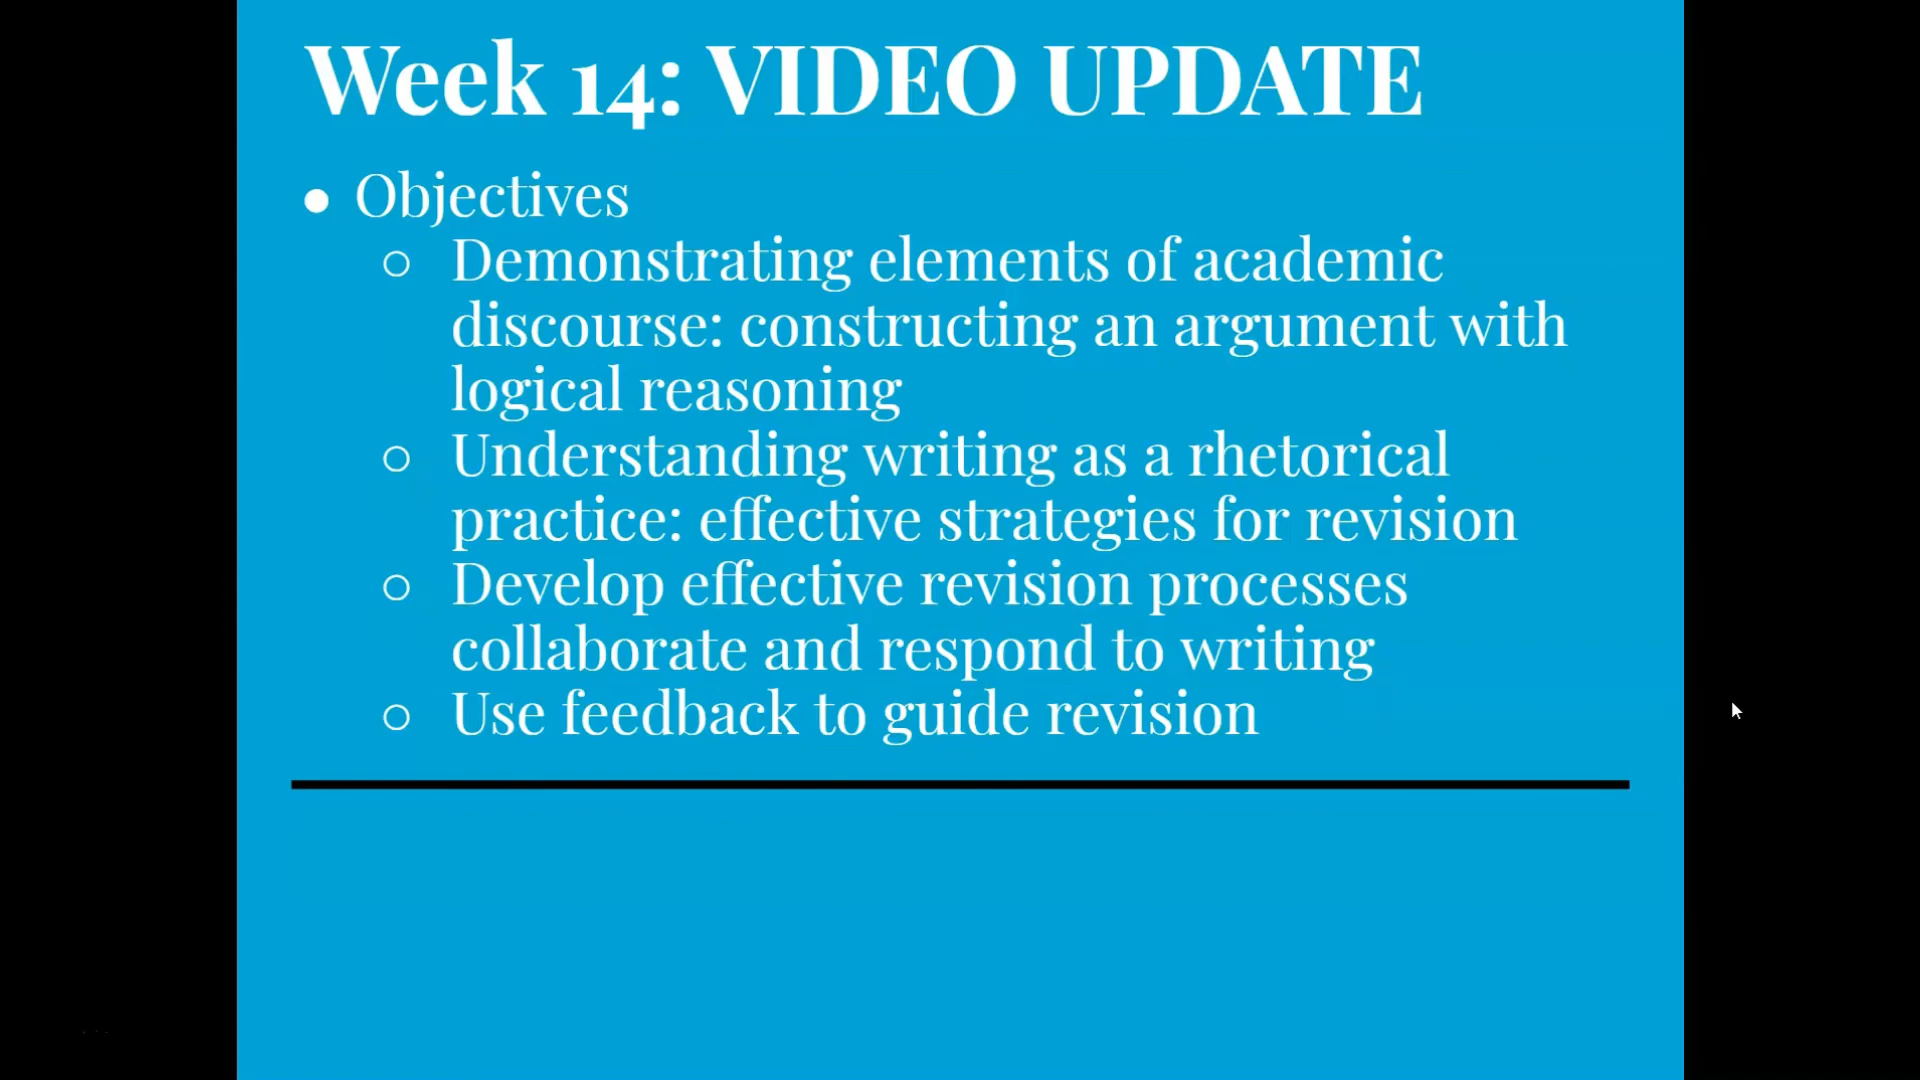 Week 14: VIDEO UPDATE
● Objectives
○ Demonstrating elements of academic
discourse: constructing an argument with
logical reasoning
○ Understanding writing as a rhetorical
practice: effective strategies for revision
○ Develop effective revision processes
collaborate and respond to writing
○ Use feedback to guide revision